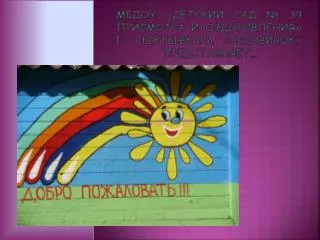 МБДОУ «ДЕТСКИЙ САД № 39
ПРИСМОТРА И ОЗДОРОВЛЕНИЯ»
Г.
ПРЕДСТАВЛЯЕТ...
ДОБРО ПОЖАЛОВАТЬ!!!